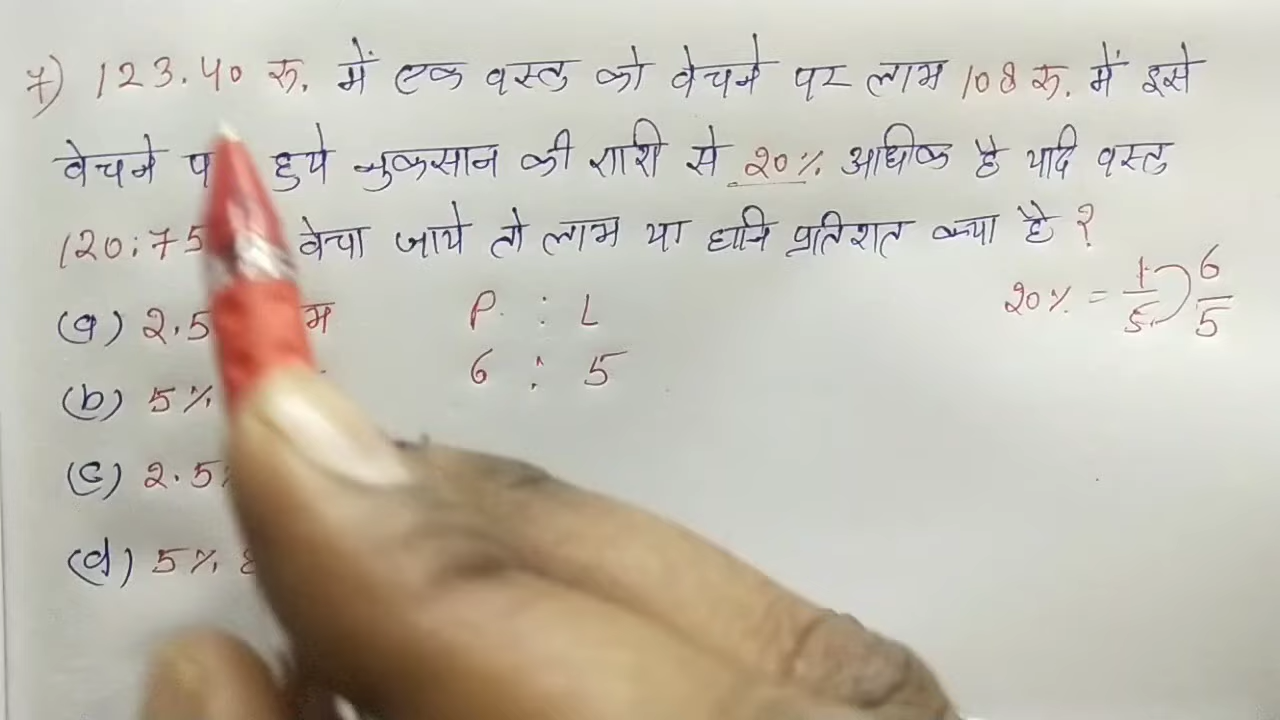 7) 123.40 रु. में एक वस्तु को बेचने पर लाभ 108 रु. में इसे
बेचने हुये नुकसान की राशि से 20% अधिक है यदि वस्तु
120.75 बेचा जाये तो लाभ या हानि प्रतिशत क्या है ?
20% = 1/5 6/5
(a) 2.5
P : L
6 : 5
(b) 5%
(c) 2.5
(d) 5%